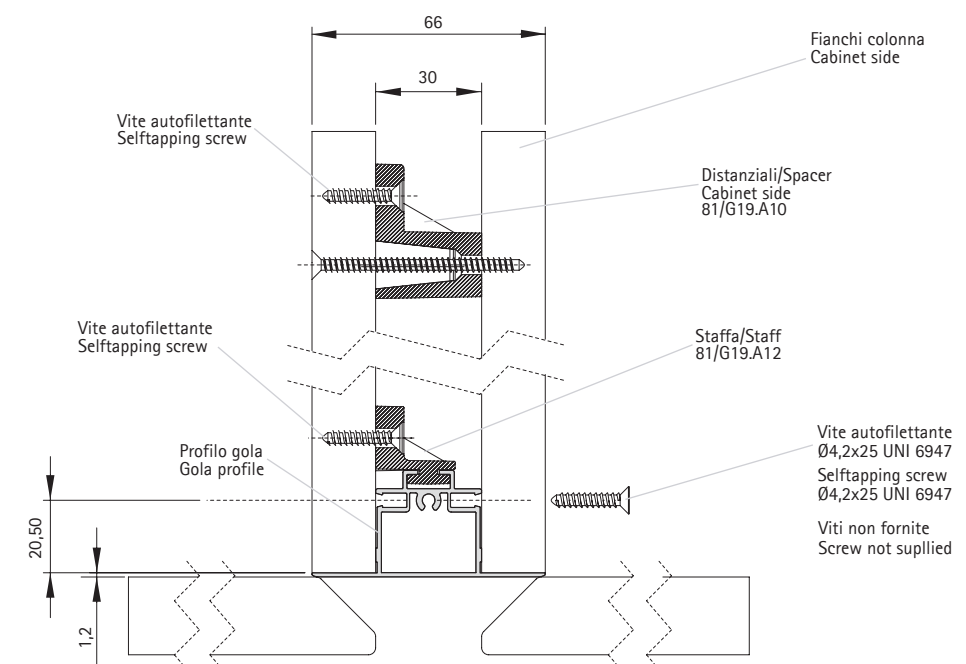 66
Fianchi colonna
Cabinet side
30
Vite autofilettante
Selftapping screw
Distanziali/Spacer
Cabinet side
81/G19.A10
Vite autofilettante
Selftapping screw
Staffa/Staff
81/G19.A12
Profilo gola
Gola profile
Vite autofilettante
Ø4,2x25 UNI 6947
Selftapping screw
Ø4,2x25 UNI 6947
Viti non fornite
Screw not supllied
20,50
1,2